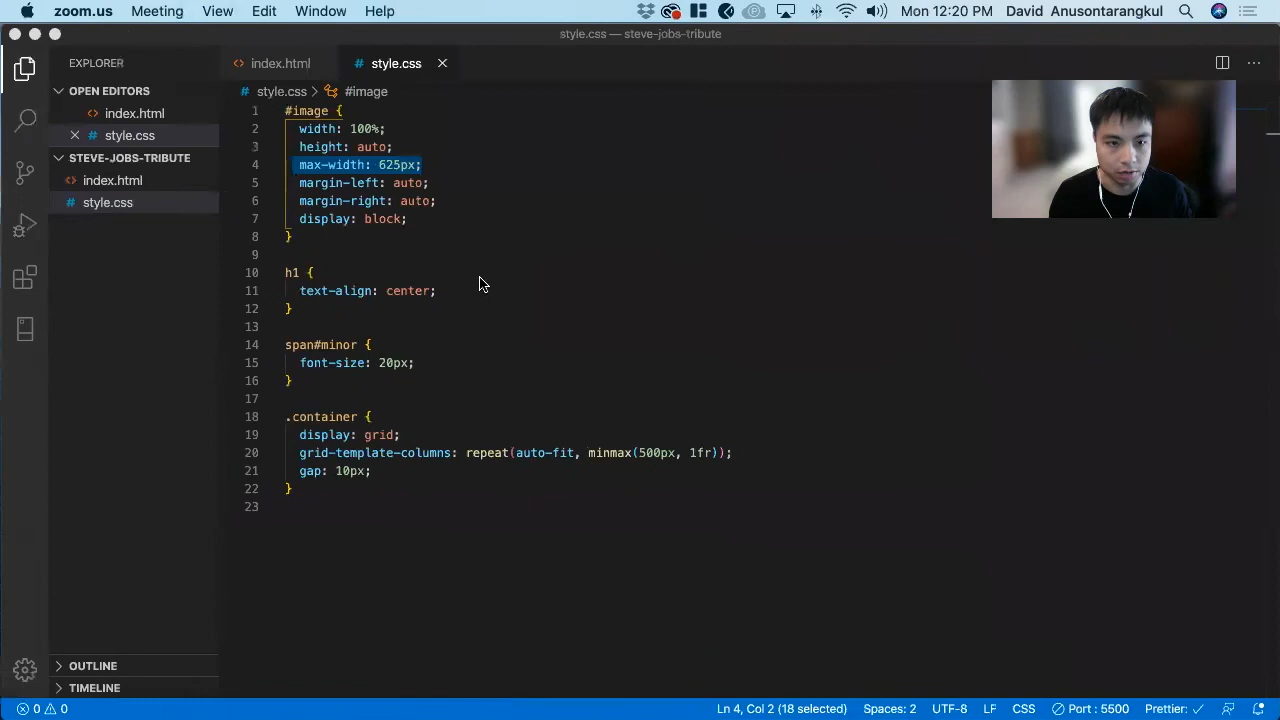 zoom.us Meeting View Edit Window Help Mon 12:20 PM David Anusontarangkul
style.css — steve-jobs-tribute
EXPLORER
OPEN EDITORS
index.html
style.css
STEVE-JOBS-TRIBUTE
index.html
style.css
OUTLINE
TIMELINE
index.html # style.css
# style.css > #image
1 #image {
2 width: 100%;
3 height: auto;
4 max-width: 625px;
5 margin-left: auto;
6 margin-right: auto;
7 display: block;
8 }
9
10 h1 {
11 text-align: center;
12 }
13
14 span#minor {
15 font-size: 20px;
16 }
17
18 .container {
19 display: grid;
20 grid-template-columns: repeat(auto-fit, minmax(500px, 1fr));
21 gap: 10px;
22 }
23
0 0 Ln 4, Col 2 (18 selected) Spaces: 2 UTF-8 LF CSS Port : 5500 Prettier: ✓